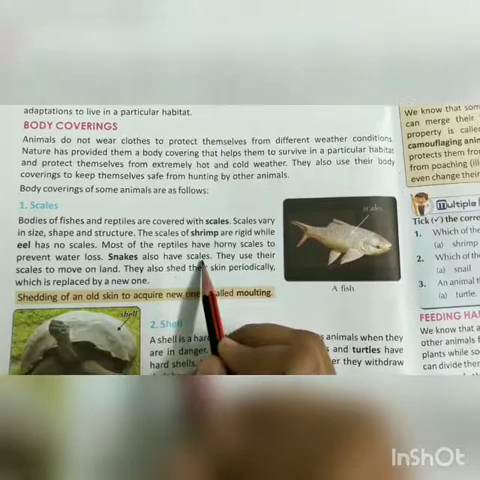 adaptations to live in a particular habitat.
BODY COVERINGS
Animals do not wear clothes to protect themselves from different weather conditions.
Nature has provided them a body covering that helps them to survive in a particular habitat
and protect themselves from extremely hot and cold weather. They also use their body
coverings to keep themselves safe from hunting by other animals.
Body coverings of some animals are as follows:
1. Scales
Bodies of fishes and reptiles are covered with scales. Scales vary
in size, shape and structure. The scales of shrimp are rigid while
eel has no scales. Most of the reptiles have horny scales to
prevent water loss. Snakes also have scales. They use their
scales to move on land. They also shed their skin periodically,
which is replaced by a new one.
Shedding of an old skin to acquire new one called moulting.
scales
A fish
shell
2. Shell
A shell is a hard animals when they
are in danger. and turtles have
hard shells. they withdraw
We know that som
can merge their
property is calle
camouflaging anim
protects them fro
from poaching (ill
even change their
Multiple
Tick (✓) the corre
1. Which of the
(a) shrimp
2. Which of the
(a) snail
3. An animal t
(a) turtle.
FEEDING HA
We know that a
other animals f
plants while so
can divide them
InShOt